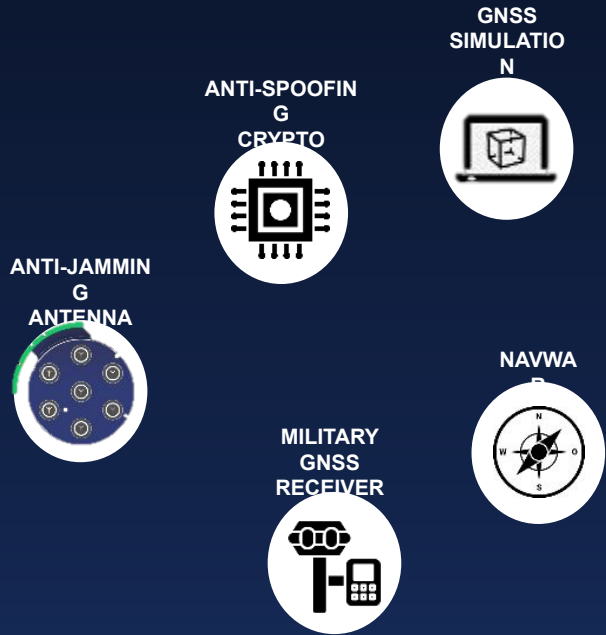 GNSS
SIMULATIO
N
ANTI-SPOOFIN
G
CRYPTO
ANTI-JAMMIN
G
ANTENNA
NAVWA
R
N
W
O
S
MILITARY
GNSS
RECEIVER